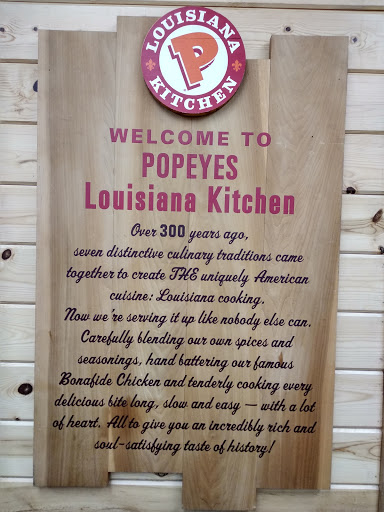 LOUISIANA
P
KITCHEN
WELCOME TO
POPEYES
Louisiana Kitchen
Over 300 years ago,
seven distinctive culinary traditions came
together to create THE uniquely American
cuisine: Louisiana cooking.
Now we're serving it up like nobody else can.
Carefully blending our own spices and
seasonings, hand battering our famous
Bonafide Chicken and tenderly cooking every
delicious bite long, slow and easy — with a lot
of heart. All to give you an incredibly rich and
soul-satisfying taste of history!